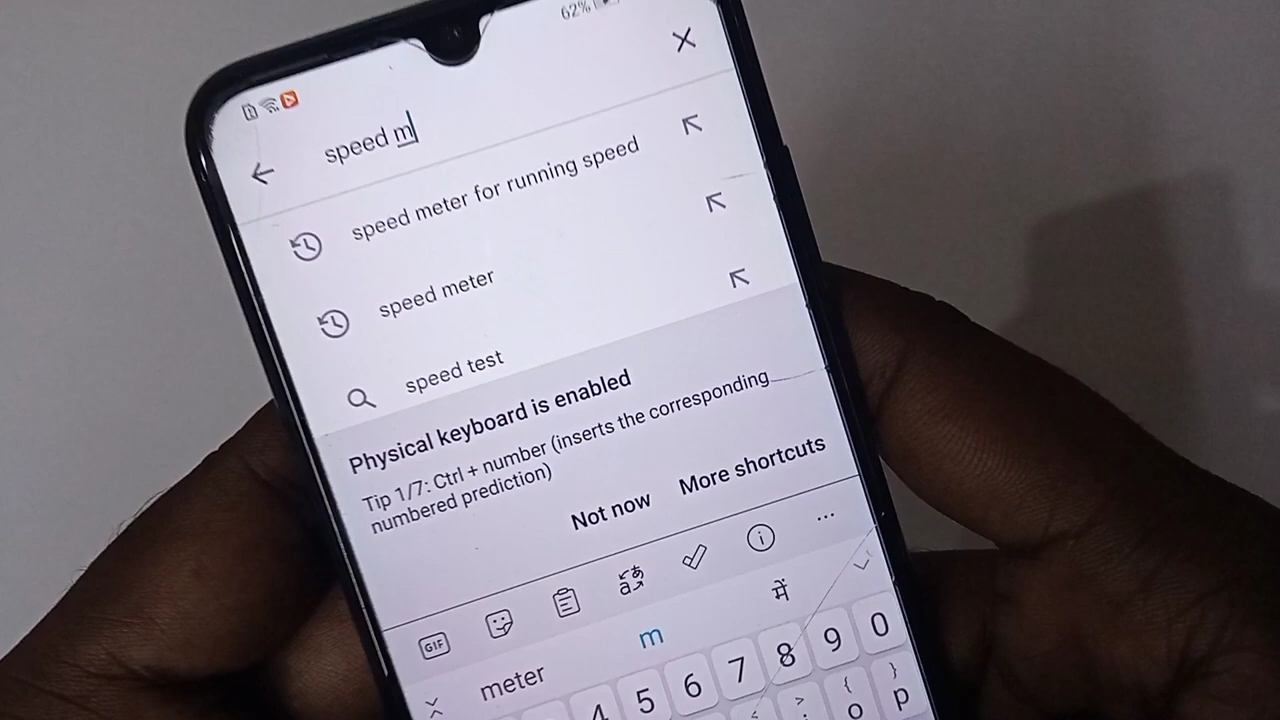 62%
speed m
speed meter for running speed
speed meter
speed test
Physical keyboard is enabled
Tip 1/7: Ctrl + number (inserts the corresponding
numbered prediction)
Not now More shortcuts
GIF
meter m में
4 5 6 7 8 9 0
< > { }
o p